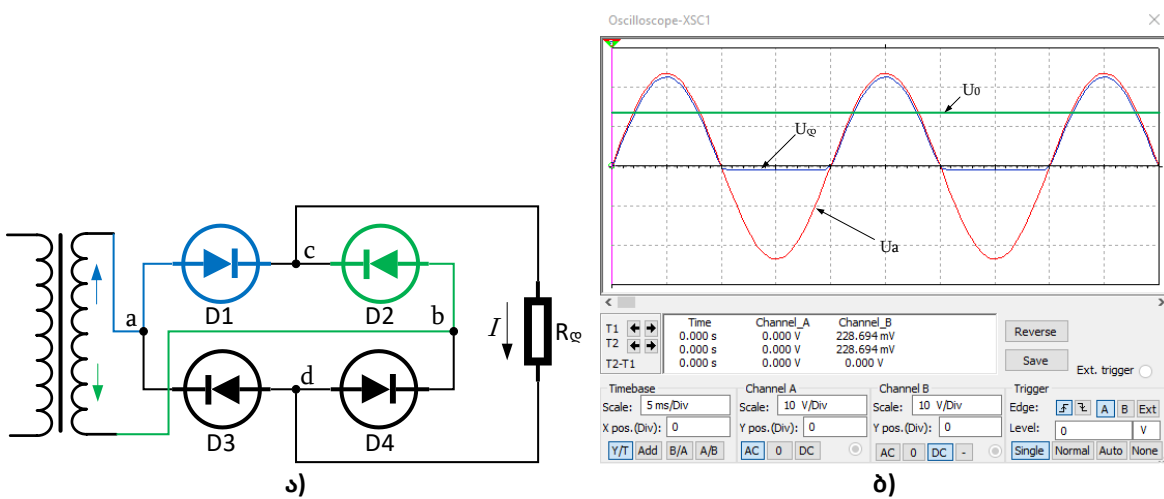 Oscilloscope-XSC1
U0
Uდ
Ua
c
D1
D2
a
b
I
Rდ
d
D3
D4
Time Channel_A Channel_B
T1 0.000 s 0.000 V 228.694 mV
T2 0.000 s 0.000 V 228.694 mV
T2-T1 0.000 s 0.000 V 0.000 V
Reverse
Save
Ext. trigger
Timebase
Scale: 5 ms/Div
X pos.(Div): 0
Y/T Add B/A A/B
Channel A
Scale: 10 V/Div
Y pos.(Div): 0
AC 0 DC
Channel B
Scale: 10 V/Div
Y pos.(Div): 0
AC 0 DC -
Trigger
Edge: A B Ext
Level: 0 V
Single Normal Auto None
ა)
ბ)